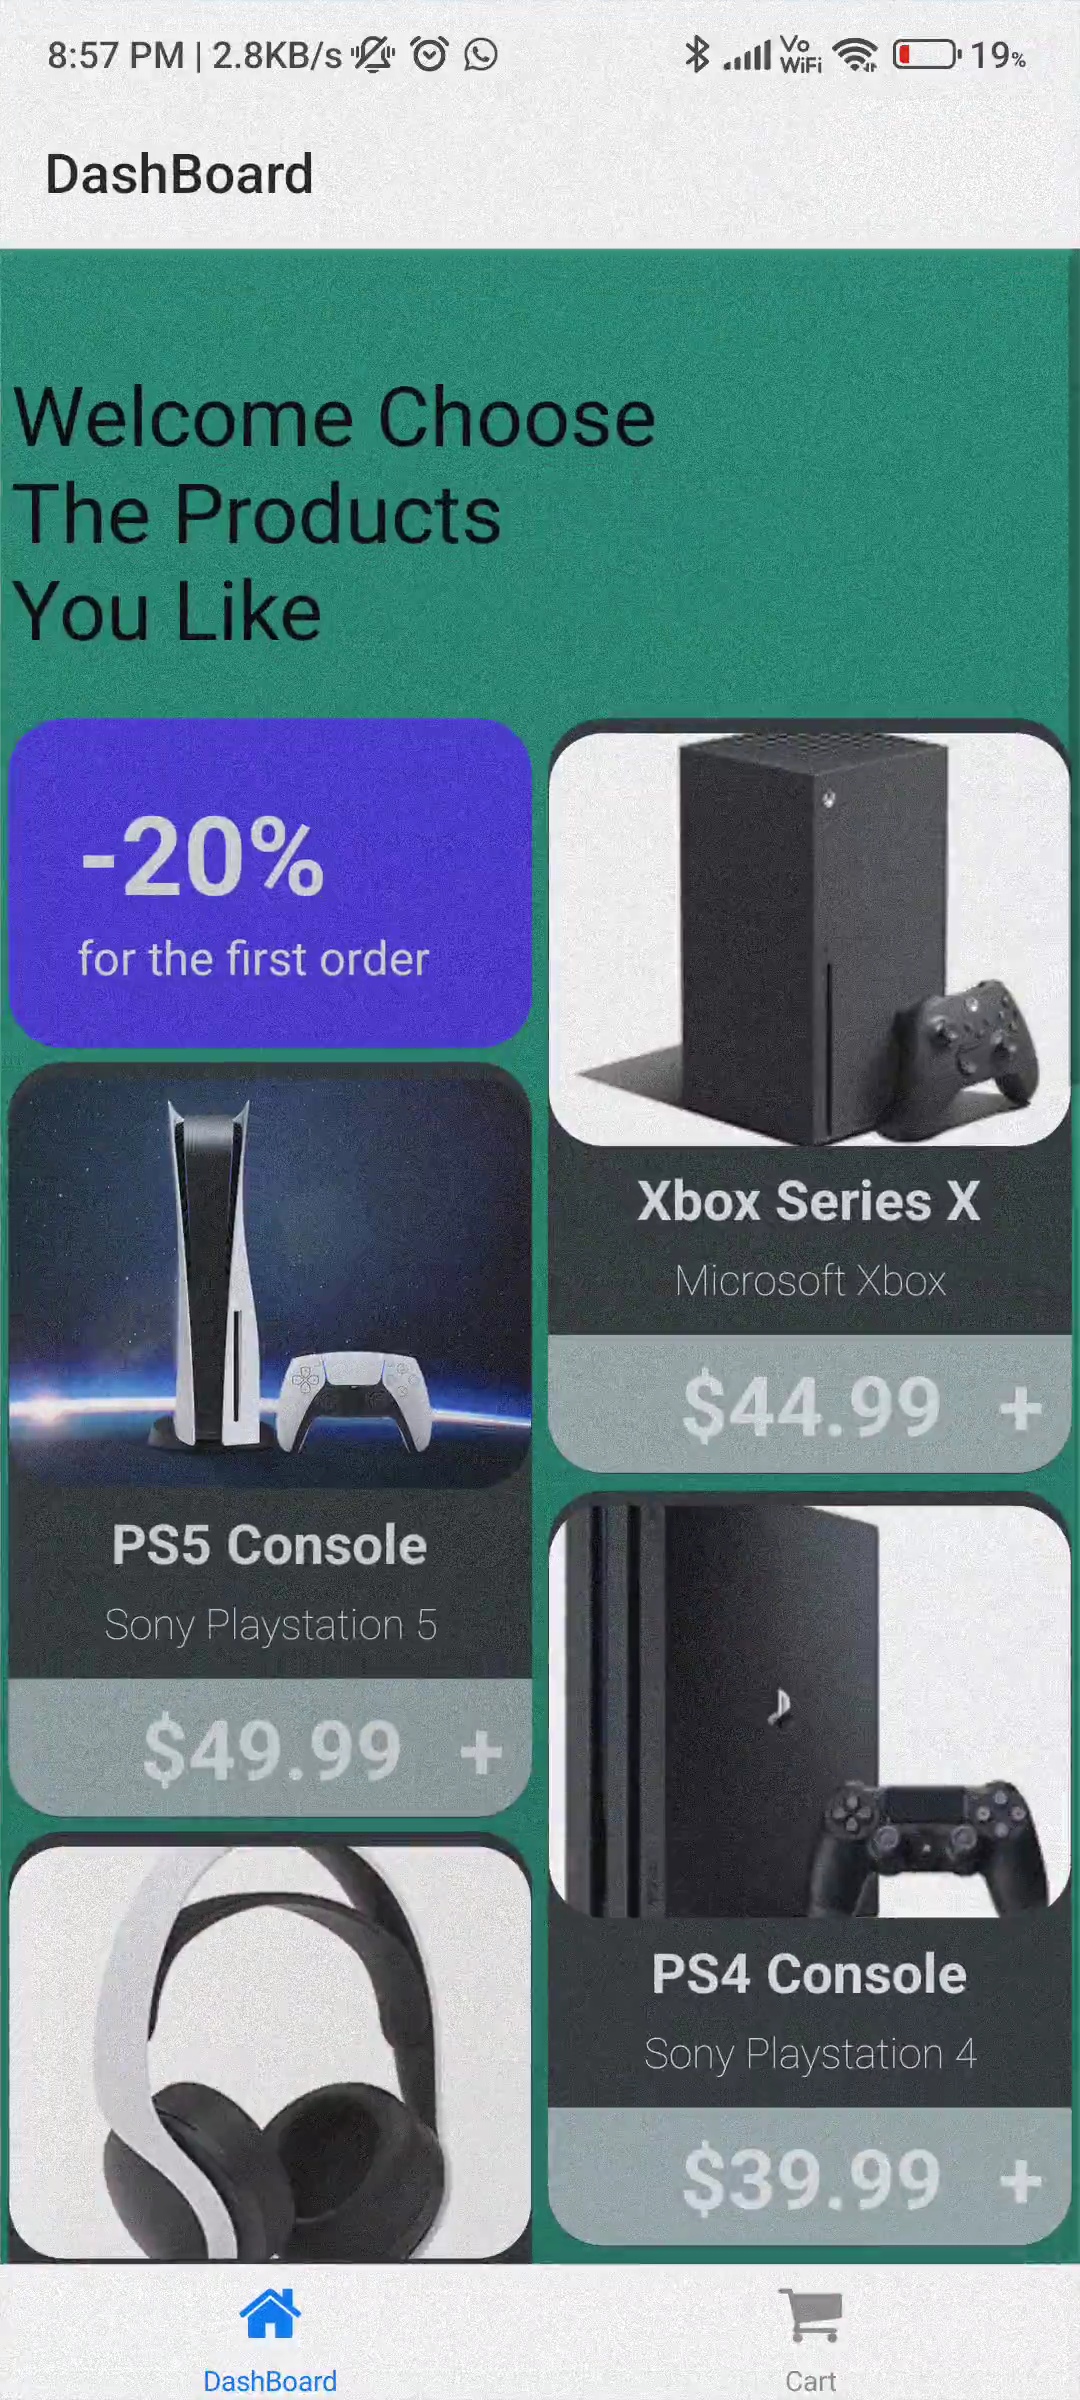 8:57 PM | 2.8KB/s
Vo
WiFi
19%
DashBoard
Welcome Choose
The Products
You Like
-20%
for the first order
Xbox Series X
Microsoft Xbox
$44.99 +
PS5 Console
Sony Playstation 5
$49.99 +
PS4 Console
Sony Playstation 4
$39.99 +
DashBoard
Cart